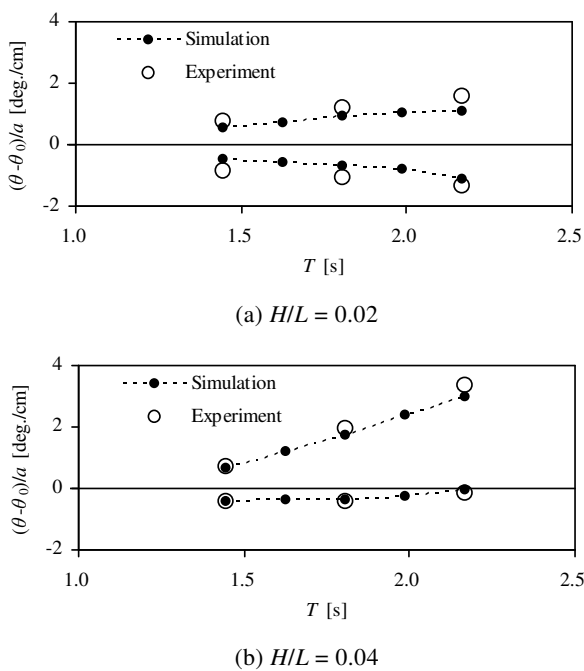 4
2
0
-2
(θ-θ₀)/a [deg./cm]
Simulation
Experiment
1.0 1.5 2.0 2.5
T [s]
(a) H/L = 0.02
4
2
0
-2
(θ-θ₀)/a [deg./cm]
Simulation
Experiment
1.0 1.5 2.0 2.5
T [s]
(b) H/L = 0.04